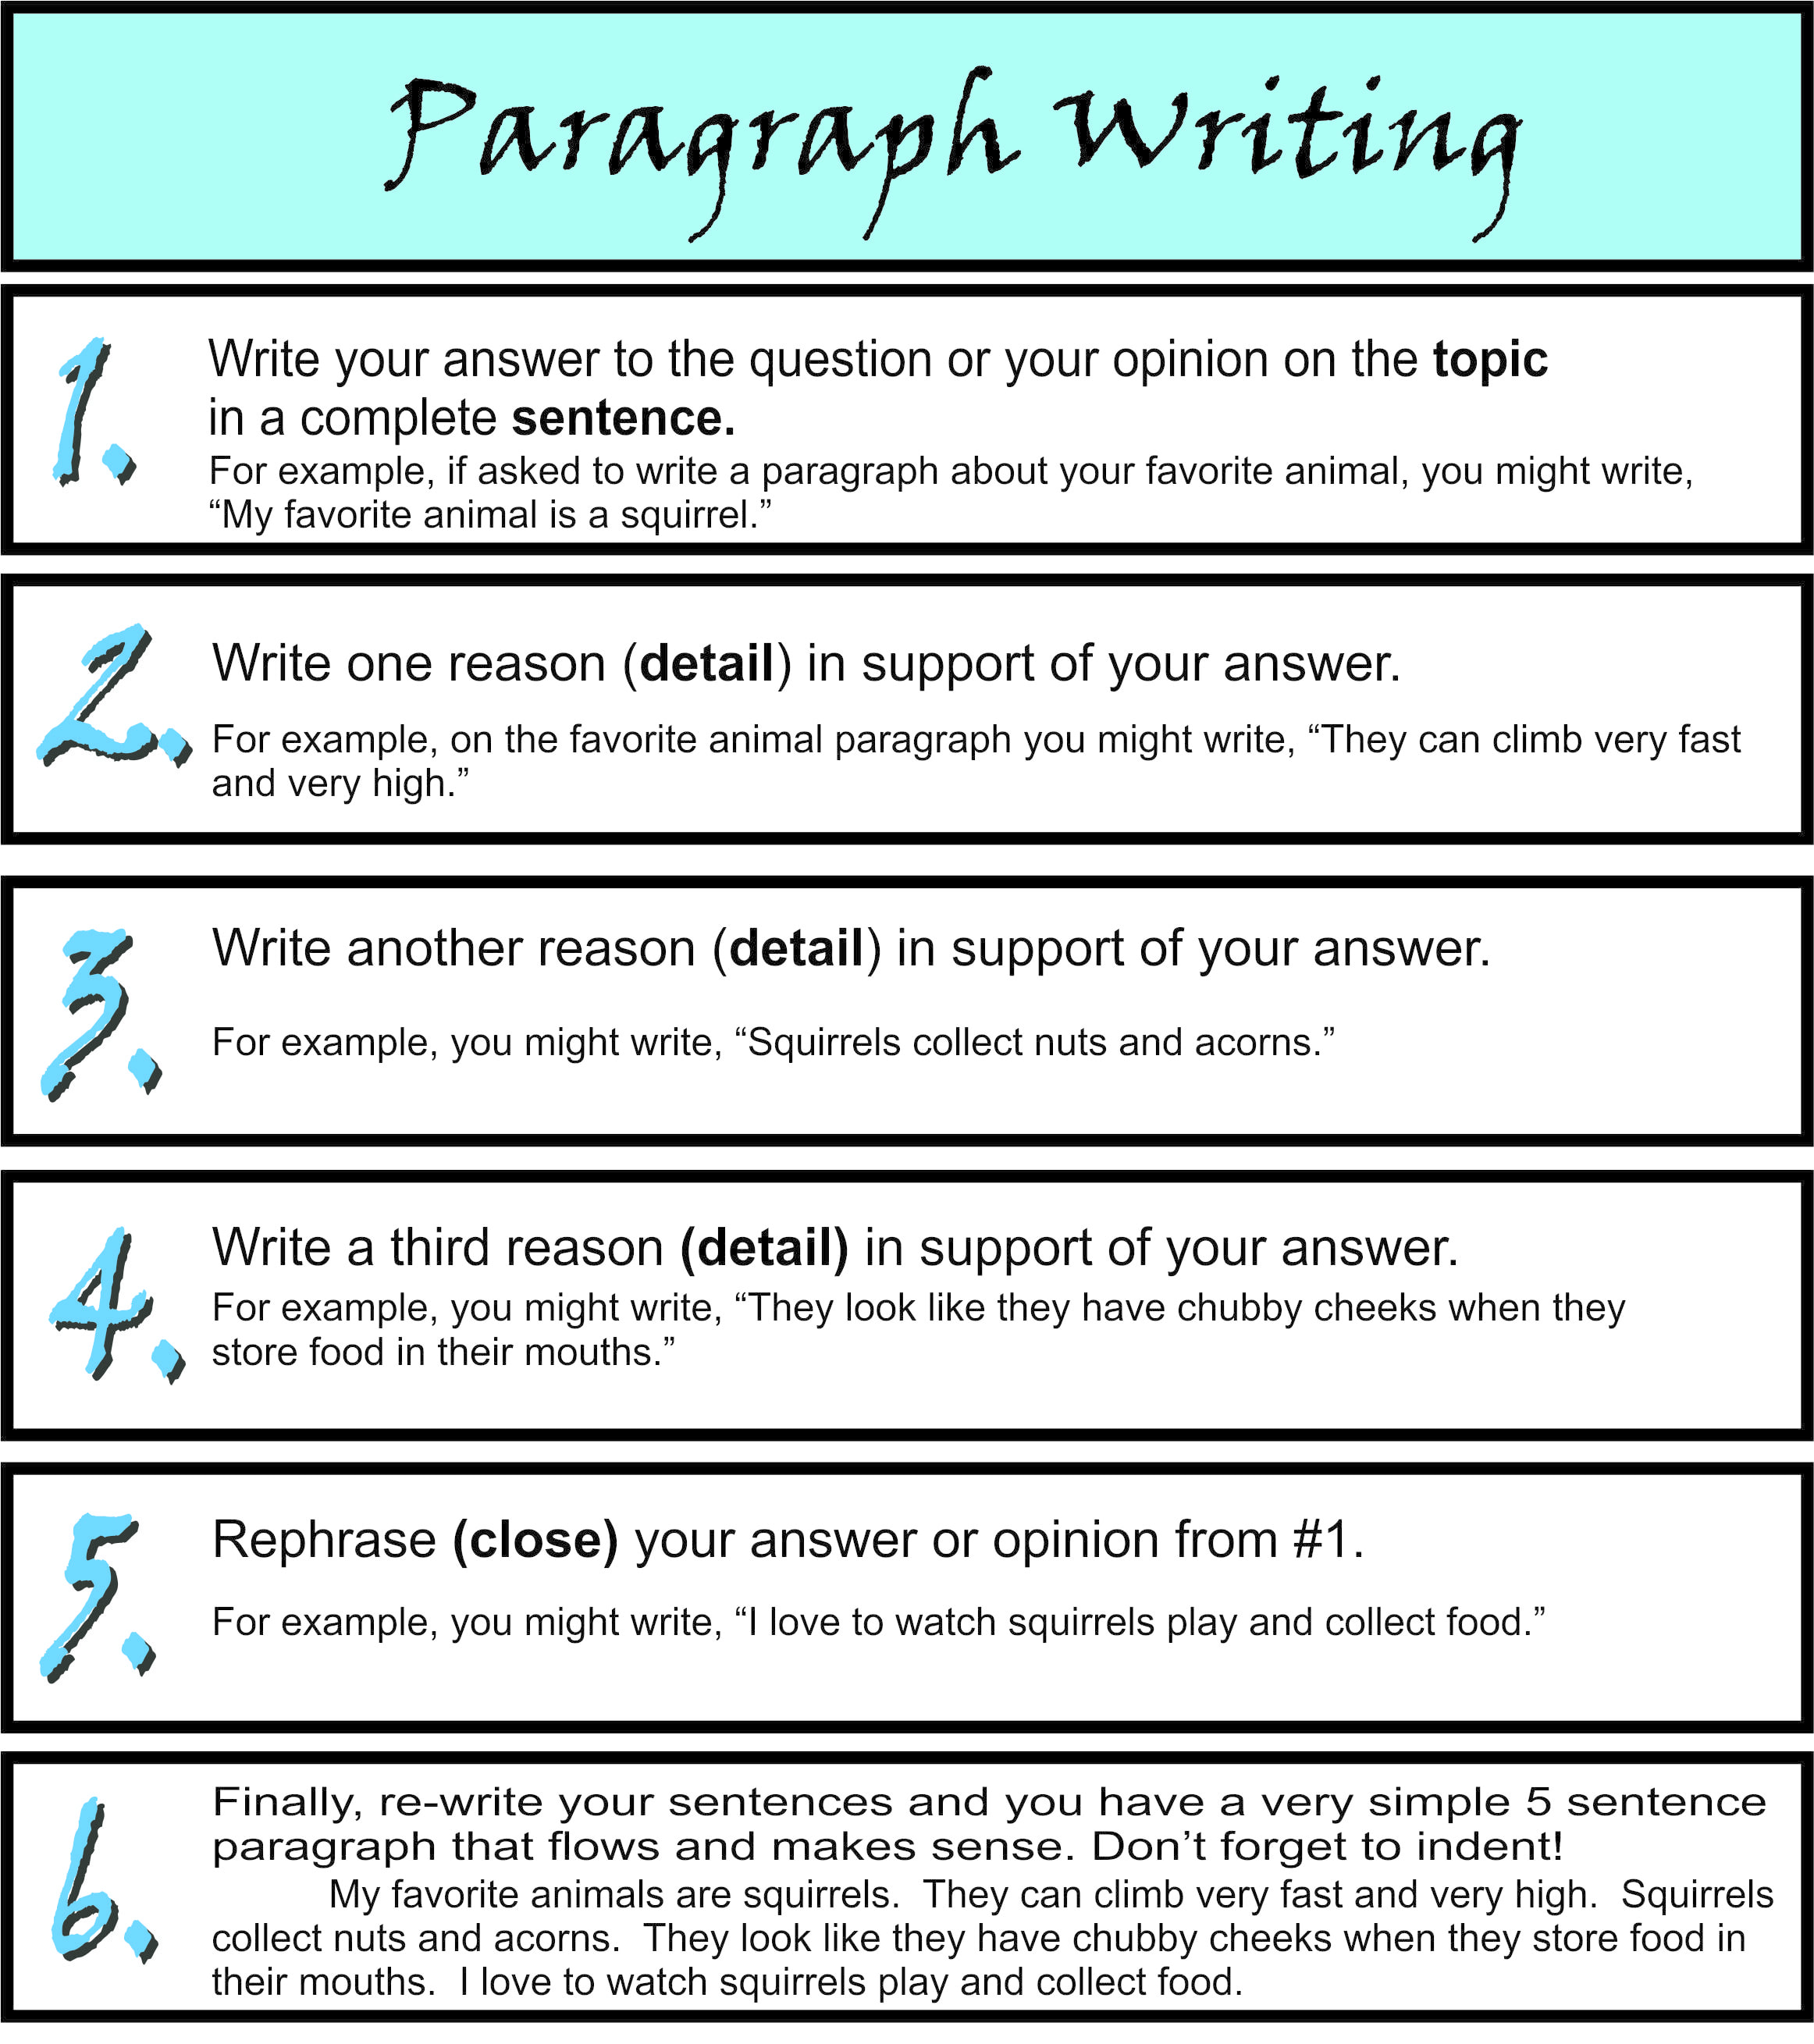 Paragraph Writing
1. Write your answer to the question or your opinion on the topic
in a complete sentence.
For example, if asked to write a paragraph about your favorite animal, you might write,
“My favorite animal is a squirrel.”
2. Write one reason (detail) in support of your answer.
For example, on the favorite animal paragraph you might write, “They can climb very fast
and very high.”
3. Write another reason (detail) in support of your answer.
For example, you might write, “Squirrels collect nuts and acorns.”
4. Write a third reason (detail) in support of your answer.
For example, you might write, “They look like they have chubby cheeks when they
store food in their mouths.”
5. Rephrase (close) your answer or opinion from #1.
For example, you might write, “I love to watch squirrels play and collect food.”
6. Finally, re-write your sentences and you have a very simple 5 sentence
paragraph that flows and makes sense. Don’t forget to indent!
My favorite animals are squirrels.  They can climb very fast and very high.  Squirrels
collect nuts and acorns.  They look like they have chubby cheeks when they store food in
their mouths.  I love to watch squirrels play and collect food.